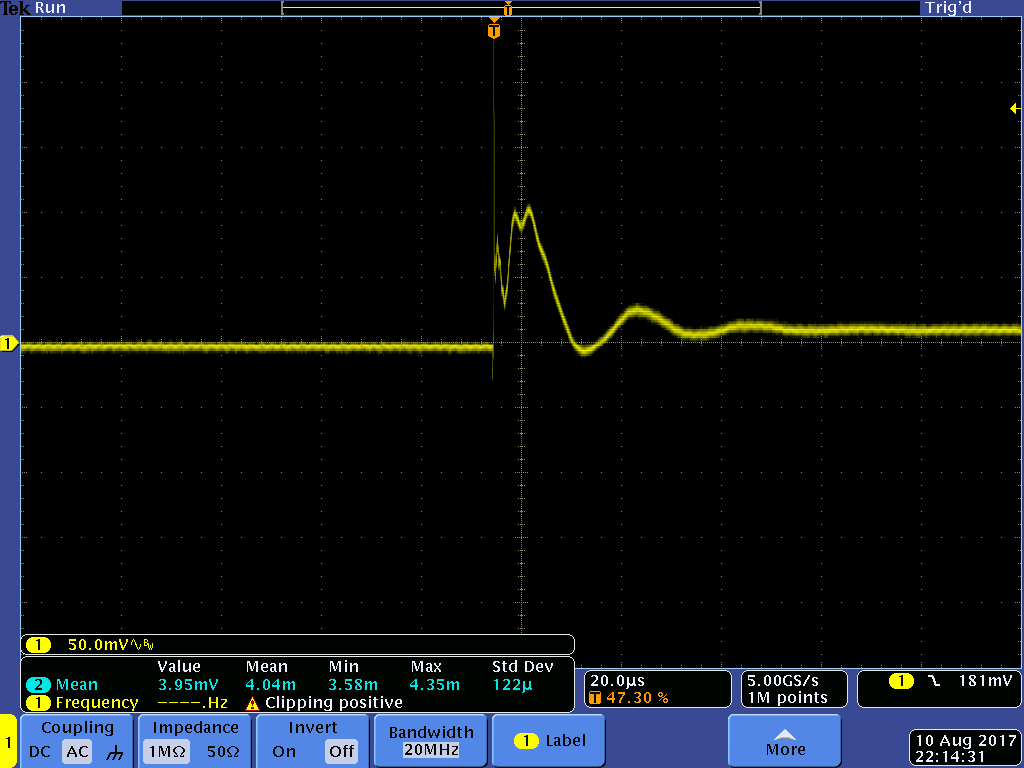 Tek Run Trig'd
T
T
1
1 50.0mV∿BW
Value Mean Min Max Std Dev
2 Mean 3.95mV 4.04m 3.58m 4.35m 122µ
1 Frequency ----.Hz Clipping positive
20.0µs
T 47.30 %
5.00GS/s
1M points
1 181mV
1
Coupling
DC AC
Impedance
1MΩ 50Ω
Invert
On Off
Bandwidth
20MHz
1 Label
More
10 Aug 2017
22:14:31